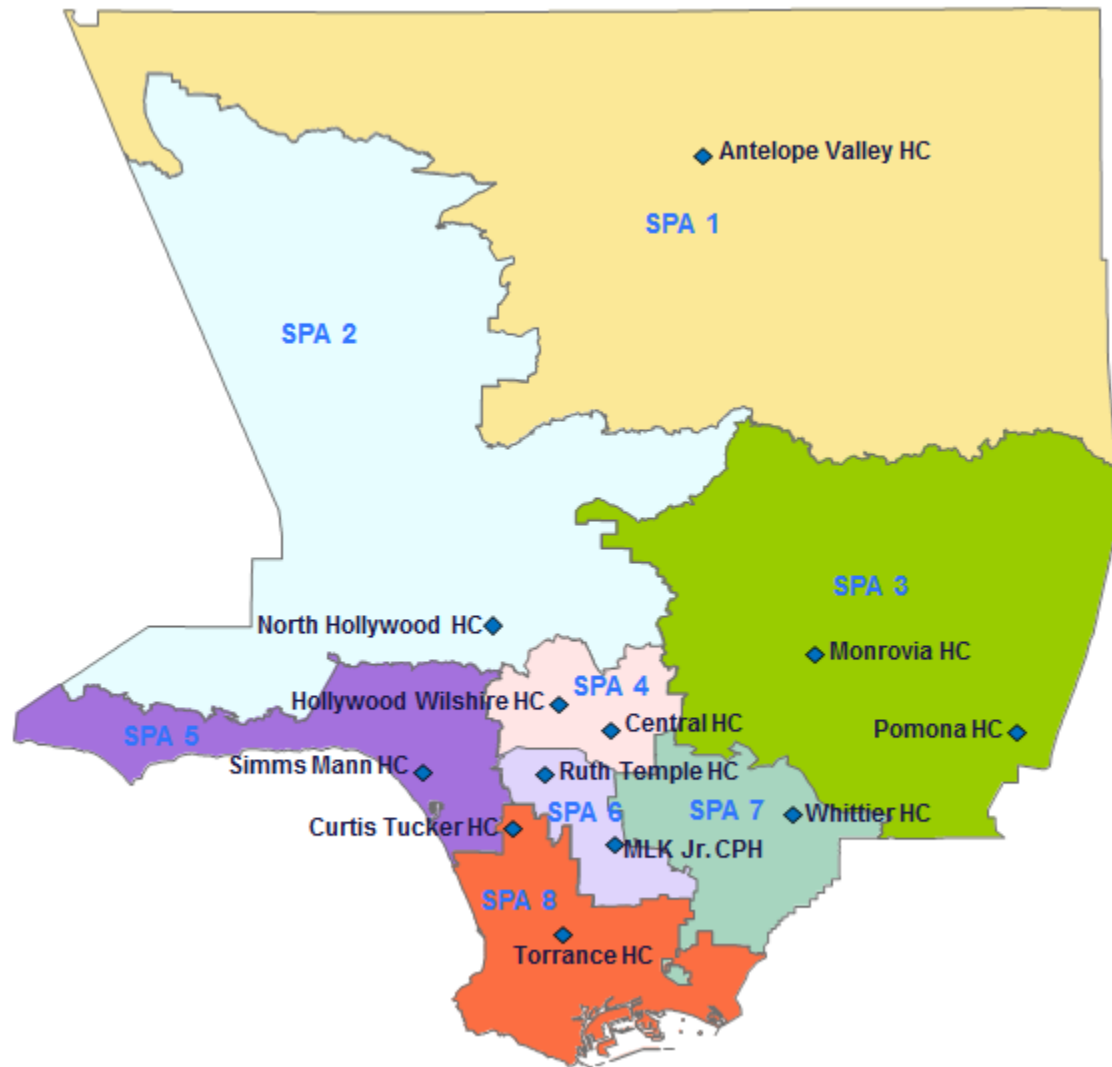 Antelope Valley HC
SPA 1
SPA 2
SPA 3
North Hollywood HC
Monrovia HC
SPA 4
Hollywood Wilshire HC
Central HC
Pomona HC
SPA 5
Simms Mann HC
Ruth Temple HC
SPA 6
SPA 7
Whittier HC
Curtis Tucker HC
MLK Jr. CPH
SPA 8
Torrance HC